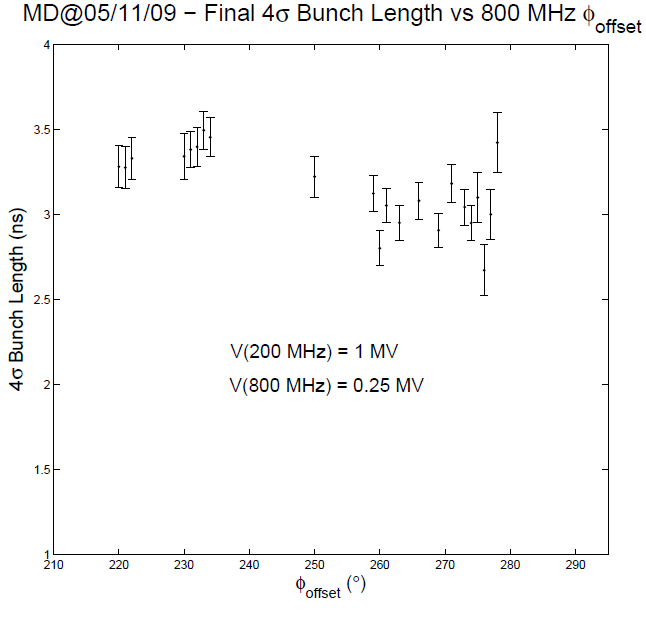 MD@05/11/09 − Final 4σ Bunch Length vs 800 MHz ϕoffset
4
3.5
3
2.5
2
1.5
1
4σ Bunch Length (ns)
V(200 MHz) = 1 MV
V(800 MHz) = 0.25 MV
210 220 230 240 250 260 270 280 290
ϕoffset (°)